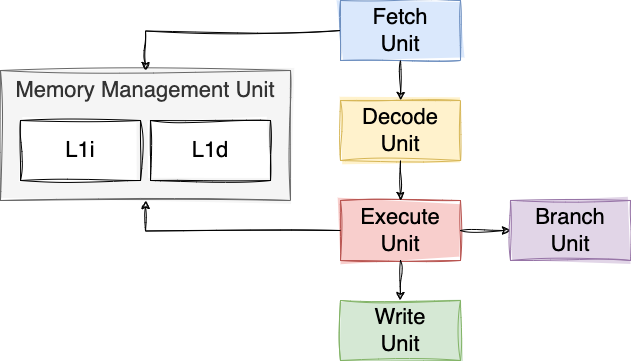 Fetch
Unit
Memory Management Unit
L1i
L1d
Decode
Unit
Execute
Unit
Branch
Unit
Write
Unit